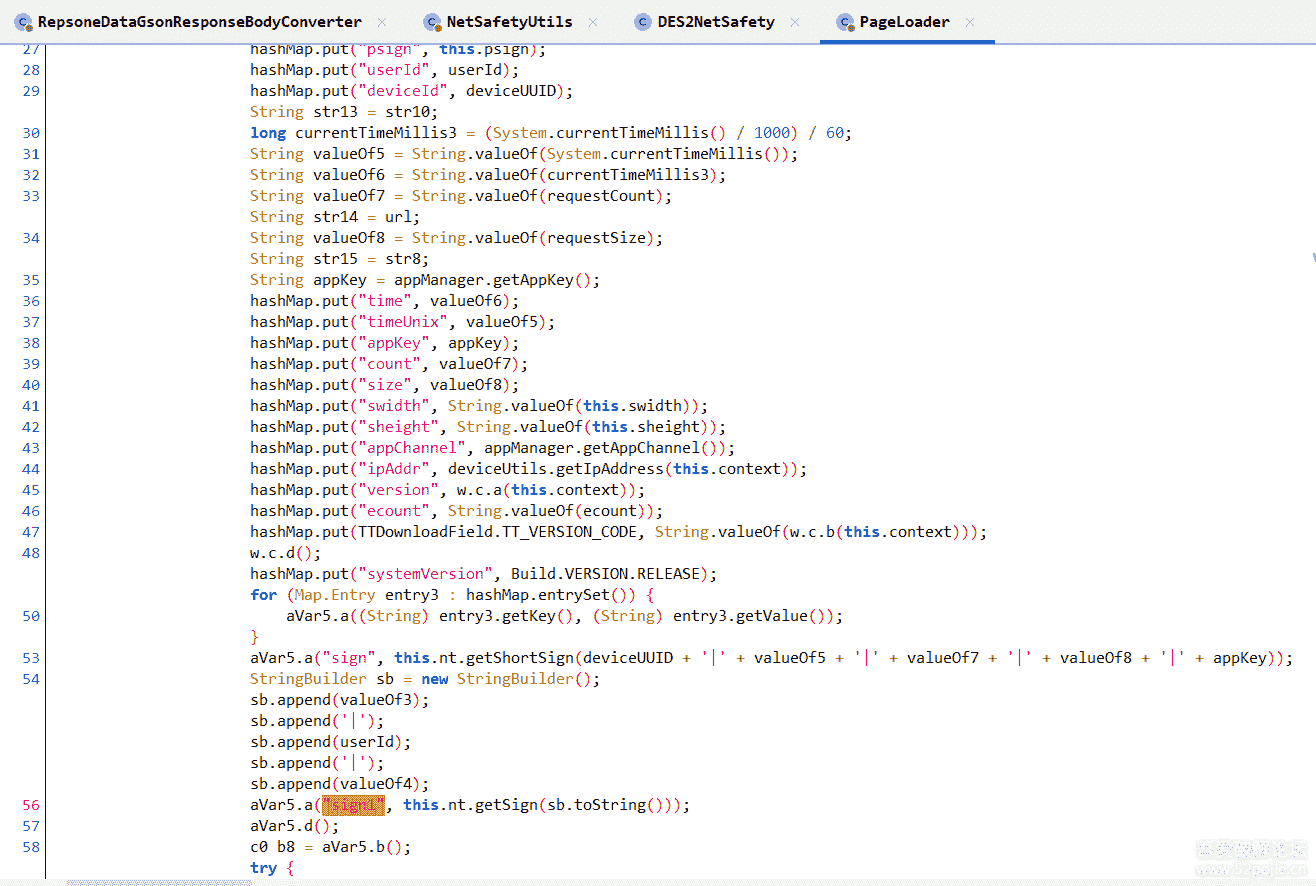 RepsoneDataGsonResponseBodyConverter NetSafetyUtils DES2NetSafety PageLoader
27 hashMap.put("psign", this.psign);
28 hashMap.put("userId", userId);
29 hashMap.put("deviceId", deviceUUID);
String str13 = str10;
30 long currentTimeMillis3 = (System.currentTimeMillis() / 1000) / 60;
31 String valueOf5 = String.valueOf(System.currentTimeMillis());
32 String valueOf6 = String.valueOf(currentTimeMillis3);
33 String valueOf7 = String.valueOf(requestCount);
String str14 = url;
34 String valueOf8 = String.valueOf(requestSize);
String str15 = str8;
35 String appKey = appManager.getAppKey();
36 hashMap.put("time", valueOf6);
37 hashMap.put("timeUnix", valueOf5);
38 hashMap.put("appKey", appKey);
39 hashMap.put("count", valueOf7);
40 hashMap.put("size", valueOf8);
41 hashMap.put("swidth", String.valueOf(this.swidth));
42 hashMap.put("sheight", String.valueOf(this.sheight));
43 hashMap.put("appChannel", appManager.getAppChannel());
44 hashMap.put("ipAddr", deviceUtils.getIpAddress(this.context));
45 hashMap.put("version", w.c.a(this.context));
46 hashMap.put("ecount", String.valueOf(ecount));
47 hashMap.put(TTDownloadField.TT_VERSION_CODE, String.valueOf(w.c.b(this.context)));
48 w.c.d();
hashMap.put("systemVersion", Build.VERSION.RELEASE);
for (Map.Entry entry3 : hashMap.entrySet()) {
50 aVar5.a((String) entry3.getKey(), (String) entry3.getValue());
}
53 aVar5.a("sign", this.nt.getShortSign(deviceUUID + '|' + valueOf5 + '|' + valueOf7 + '|' + valueOf8 + '|' + appKey));
54 StringBuilder sb = new StringBuilder();
sb.append(valueOf3);
sb.append('|');
sb.append(userId);
sb.append('|');
sb.append(valueOf4);
56 aVar5.a("sign1", this.nt.getSign(sb.toString()));
57 aVar5.d();
58 c0 b8 = aVar5.b();
try {